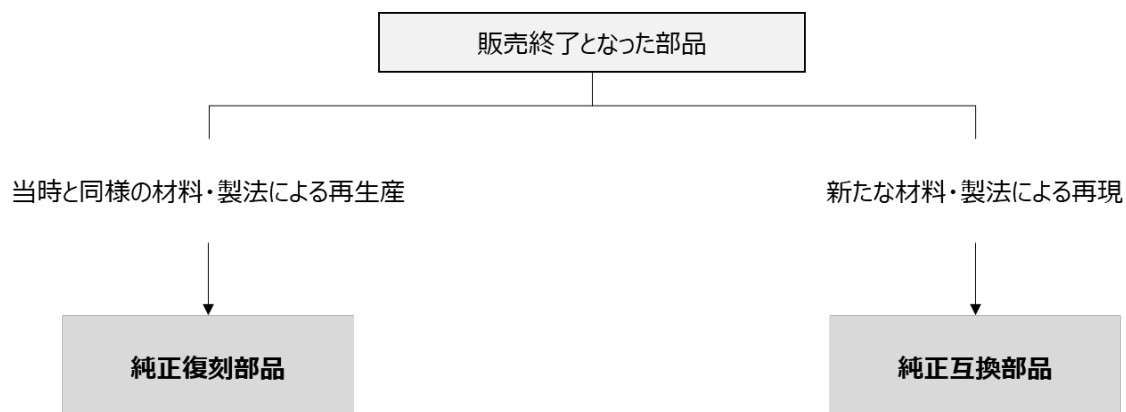 販売終了となった部品
当時と同様の材料・製法による再生産
新たな材料・製法による再現
純正復刻部品
純正互換部品